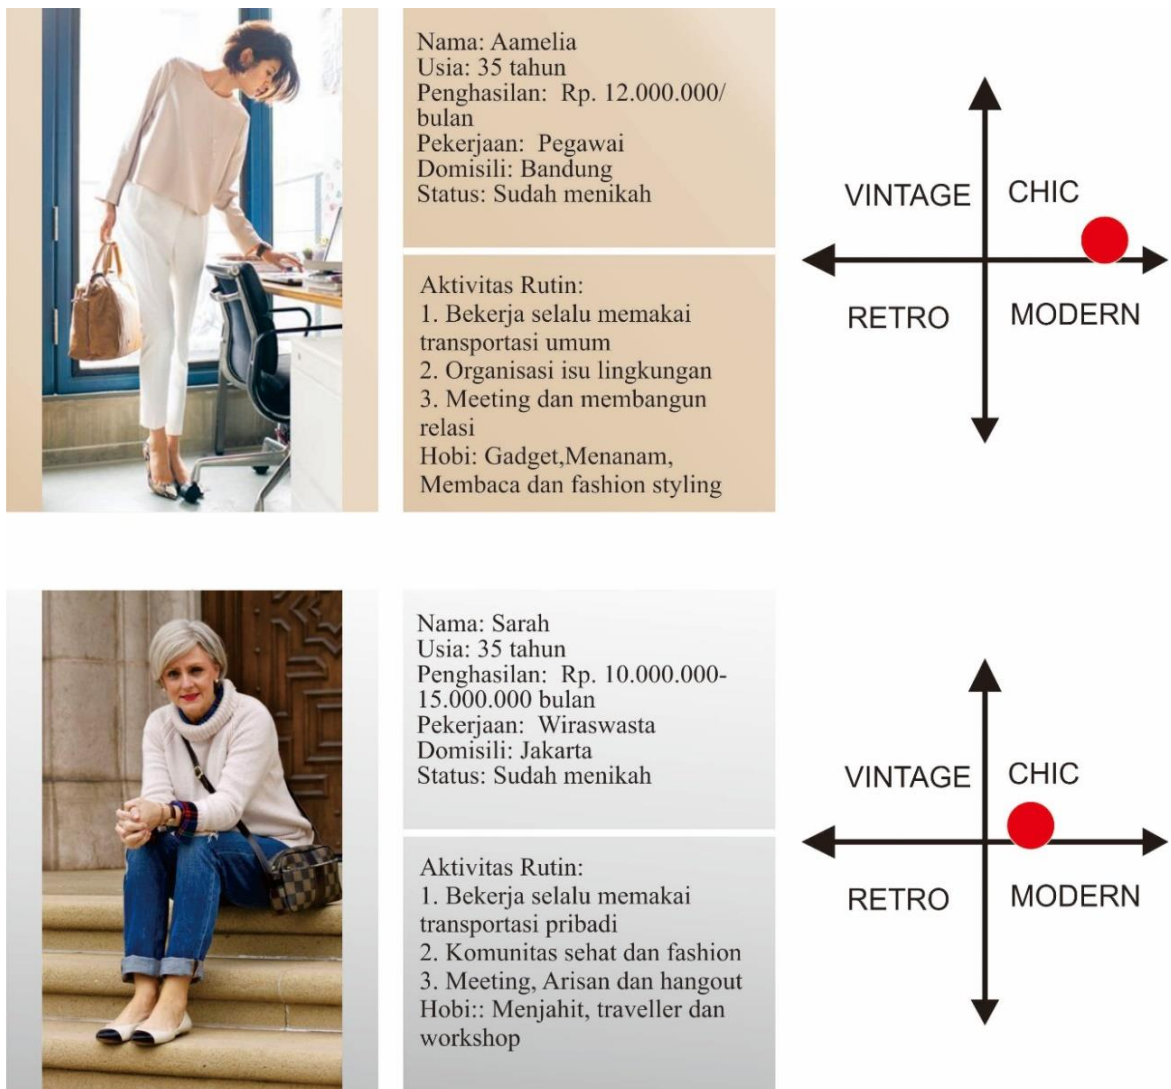 Nama: Aamelia
Usia: 35 tahun
Penghasilan: Rp. 12.000.000/
bulan
Pekerjaan: Pegawai
Domisili: Bandung
Status: Sudah menikah
Aktivitas Rutin:
1. Bekerja selalu memakai
transportasi umum
2. Organisasi isu lingkungan
3. Meeting dan membangun
relasi
Hobi: Gadget,Menanam,
Membaca dan fashion styling
VINTAGE
CHIC
RETRO
MODERN
Nama: Sarah
Usia: 35 tahun
Penghasilan: Rp. 10.000.000-
15.000.000 bulan
Pekerjaan: Wiraswasta
Domisili: Jakarta
Status: Sudah menikah
Aktivitas Rutin:
1. Bekerja selalu memakai
transportasi pribadi
2. Komunitas sehat dan fashion
3. Meeting, Arisan dan hangout
Hobi:: Menjahit, traveller dan
workshop
VINTAGE
CHIC
RETRO
MODERN